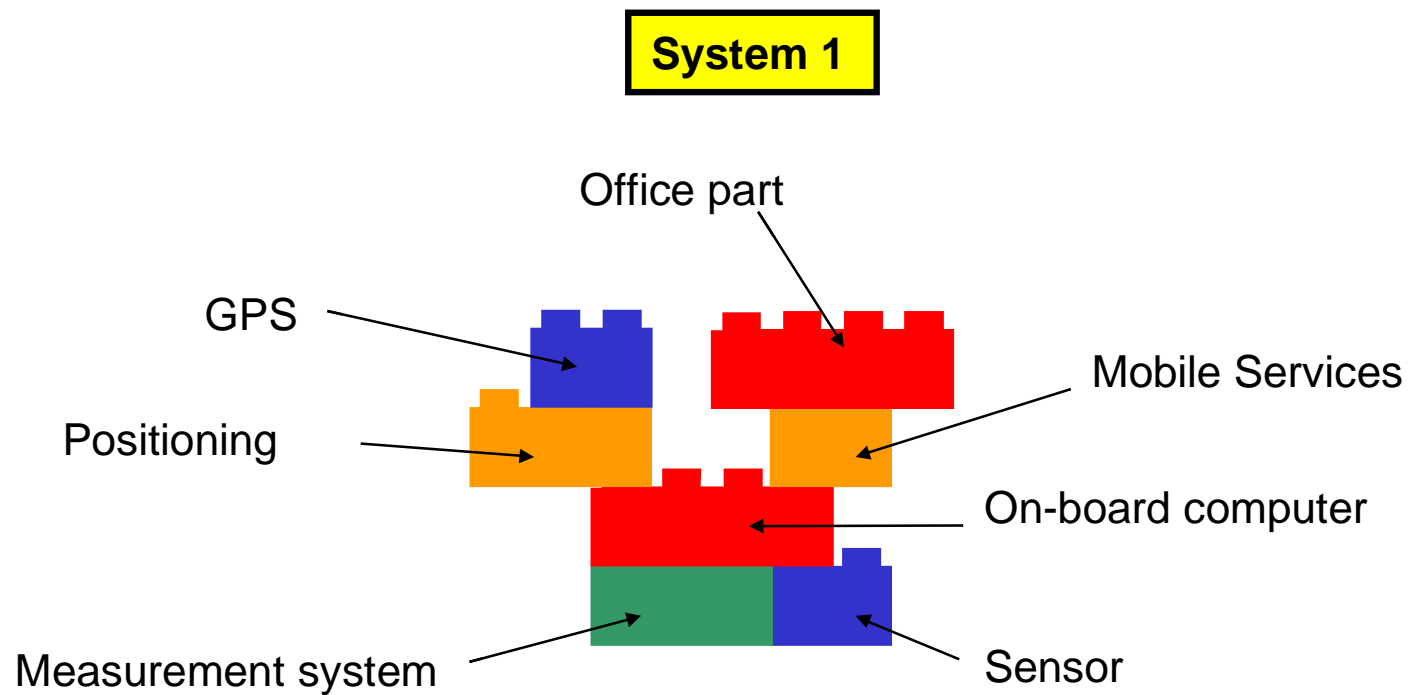 System 1
Office part
GPS
Mobile Services
Positioning
On-board computer
Measurement system
Sensor